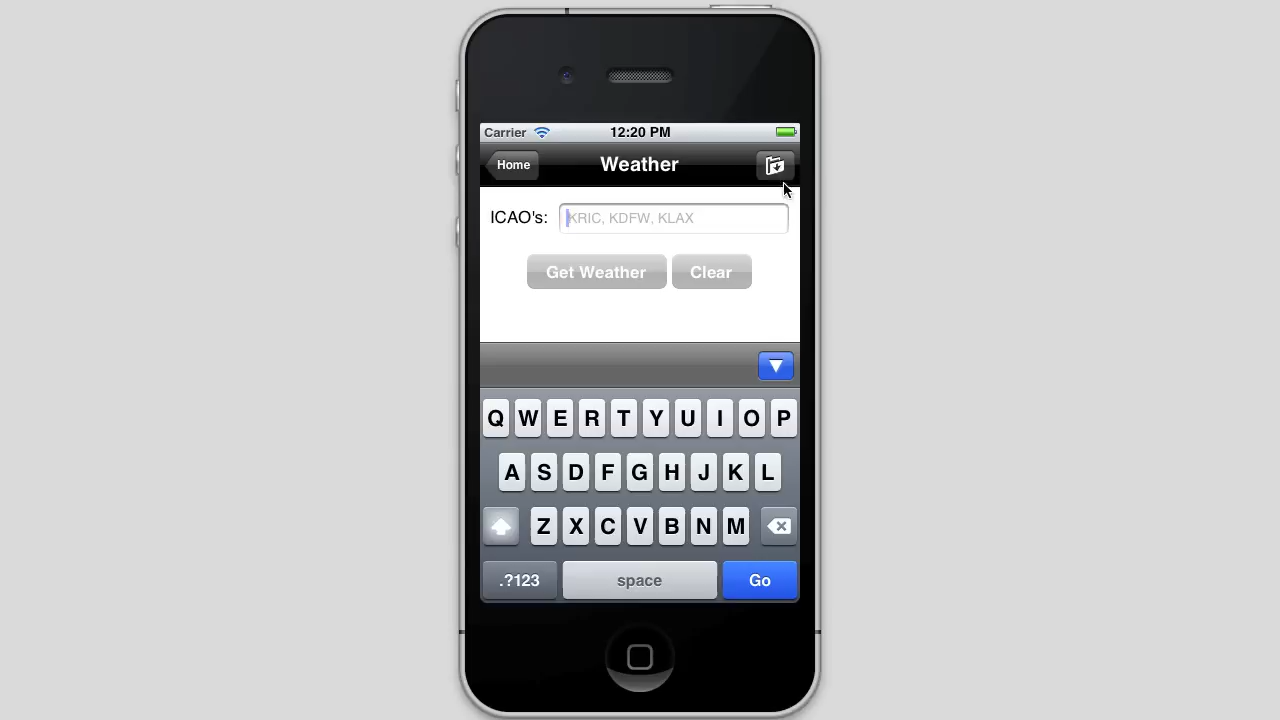 Carrier 12:20 PM
Home Weather
ICAO's: KRIC, KDFW, KLAX
Get Weather Clear
Q W E R T Y U I O P
A S D F G H J K L
Z X C V B N M
.?123 space Go